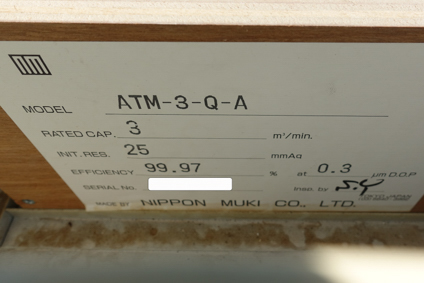 MODEL ATM-3-Q-A
RATED CAP. 3 m³/min.
INIT. RES. 25 mmAq
EFFICIENCY 99.97 % at 0.3 μm D.O.P
SERIAL No. Insp. by
MADE BY NIPPON MUKI CO., LTD.